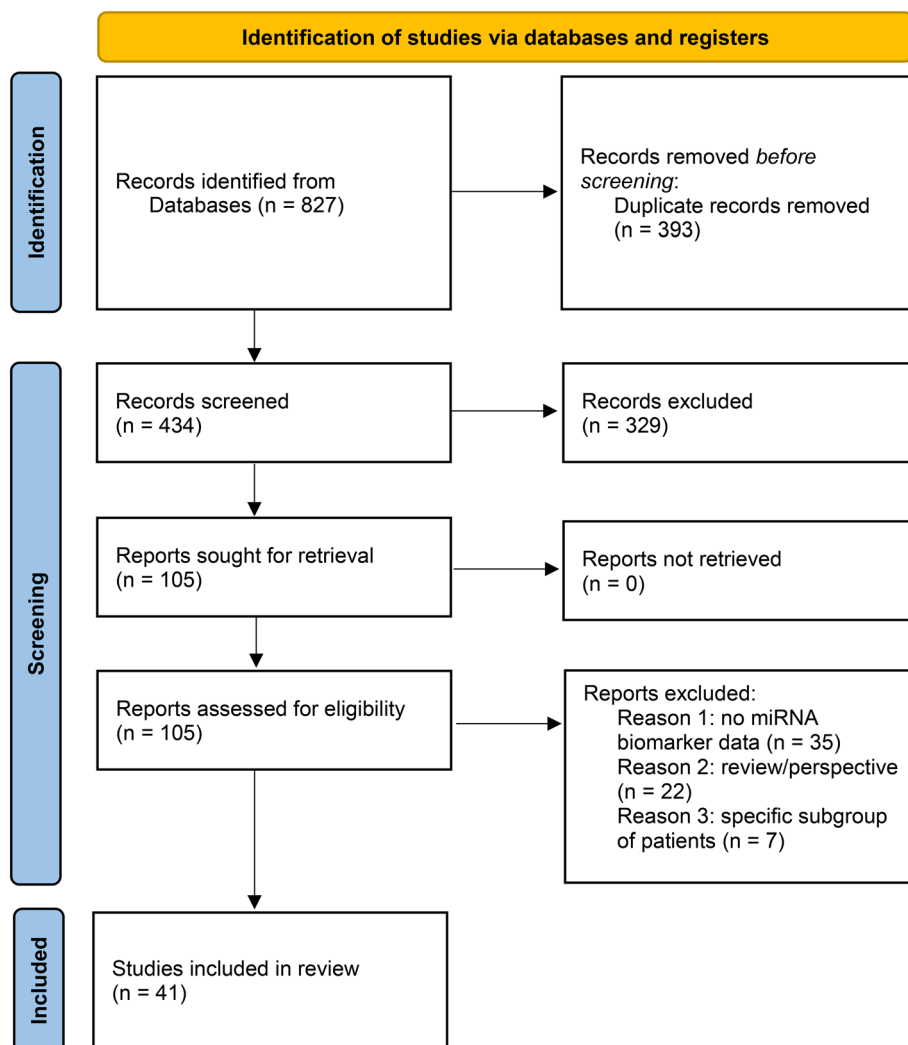 Identification of studies via databases and registers
Identification
Records identified from
Databases (n = 827)
Records removed before
screening:
Duplicate records removed
(n = 393)
Screening
Records screened
(n = 434)
Records excluded
(n = 329)
Reports sought for retrieval
(n = 105)
Reports not retrieved
(n = 0)
Reports assessed for eligibility
(n = 105)
Reports excluded:
Reason 1: no miRNA
biomarker data (n = 35)
Reason 2: review/perspective
(n = 22)
Reason 3: specific subgroup
of patients (n = 7)
Included
Studies included in review
(n = 41)